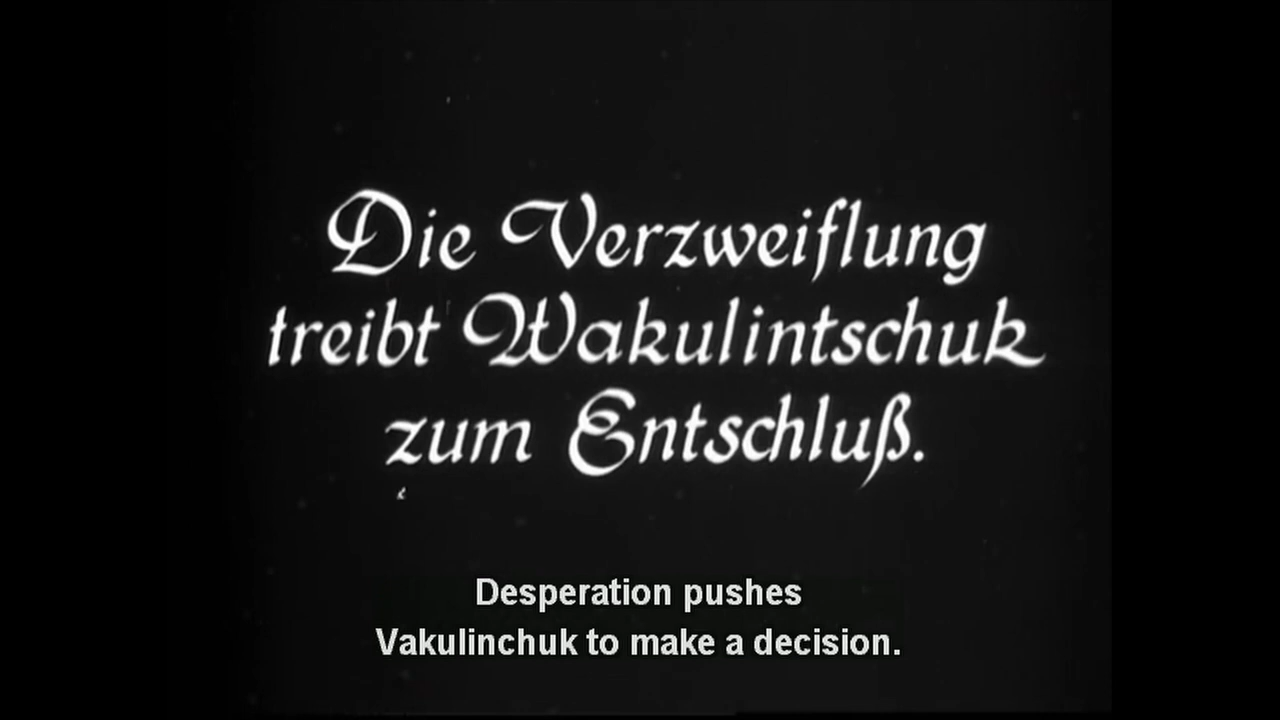 Die Verzweiflung
treibt Wakulintschuk
zum Entschluß.
Desperation pushes
Vakulinchuk to make a decision.